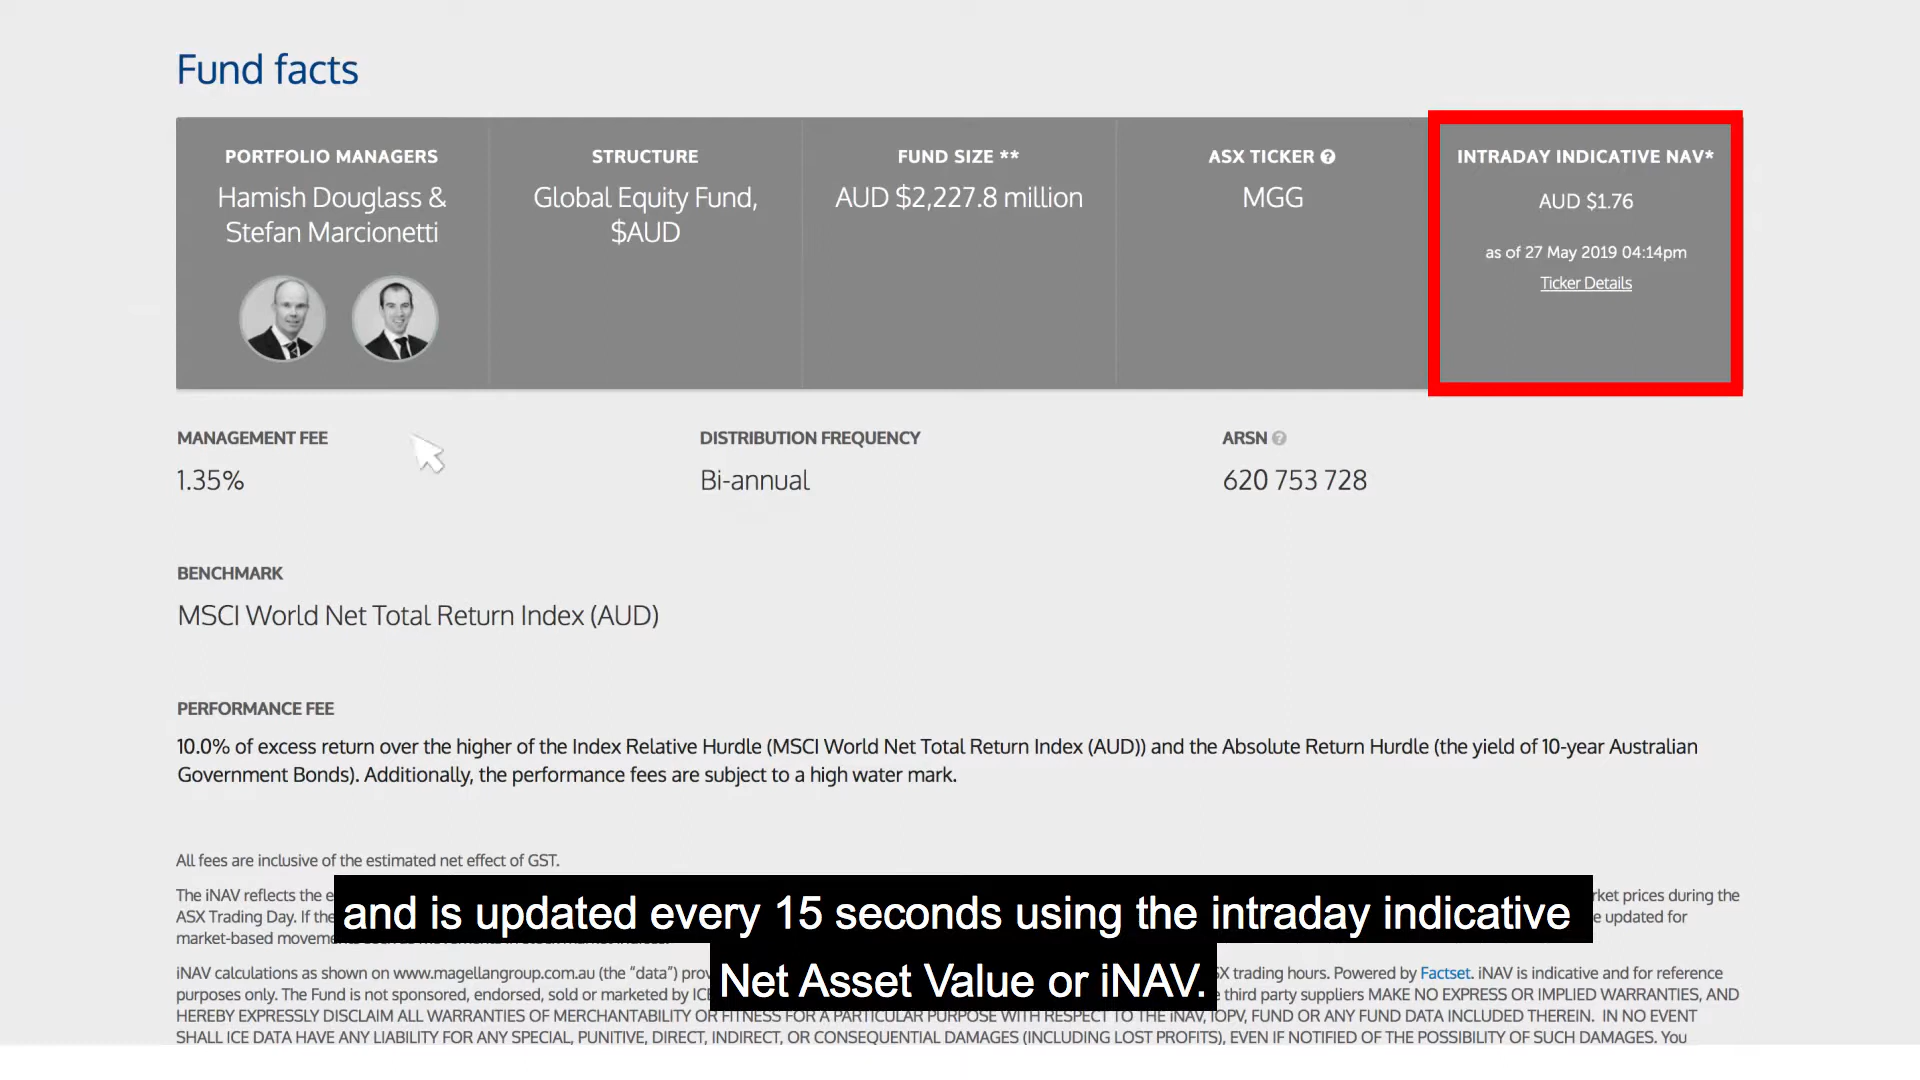 Fund facts
PORTFOLIO MANAGERS
Hamish Douglass &
Stefan Marcionetti
STRUCTURE
Global Equity Fund,
$AUD
FUND SIZE **
AUD $2,227.8 million
ASX TICKER ?
MGG
INTRADAY INDICATIVE NAV*
AUD $1.76
as of 27 May 2019 04:14pm
Ticker Details
MANAGEMENT FEE
1.35%
DISTRIBUTION FREQUENCY
Bi-annual
ARSN ?
620 753 728
BENCHMARK
MSCI World Net Total Return Index (AUD)
PERFORMANCE FEE
10.0% of excess return over the higher of the Index Relative Hurdle (MSCI World Net Total Return Index (AUD)) and the Absolute Return Hurdle (the yield of 10-year Australian
Government Bonds). Additionally, the performance fees are subject to a high water mark.
All fees are inclusive of the estimated net effect of GST.
The iNAV reflects the prices during the
ASX Trading Day. If updated for
market-based
and is updated every 15 seconds using the intraday indicative
Net Asset Value or iNAV.
iNAV calculations as shown on www.magellangroup.com.au (the "data") trading hours. Powered by Factset. iNAV is indicative and for reference
purposes only. The Fund is not sponsored, endorsed, sold or marketed by third party suppliers MAKE NO EXPRESS OR IMPLIED WARRANTIES, AND
HEREBY EXPRESSLY DISCLAIM ALL WARRANTIES OF MERCHANTABILITY OR FITNESS FOR A PARTICULAR PURPOSE WITH RESPECT TO THE iNAV, IOPV, FUND OR ANY FUND DATA INCLUDED THEREIN. IN NO EVENT
SHALL ICE DATA HAVE ANY LIABILITY FOR ANY SPECIAL, PUNITIVE, DIRECT, INDIRECT, OR CONSEQUENTIAL DAMAGES (INCLUDING LOST PROFITS), EVEN IF NOTIFIED OF THE POSSIBILITY OF SUCH DAMAGES. You